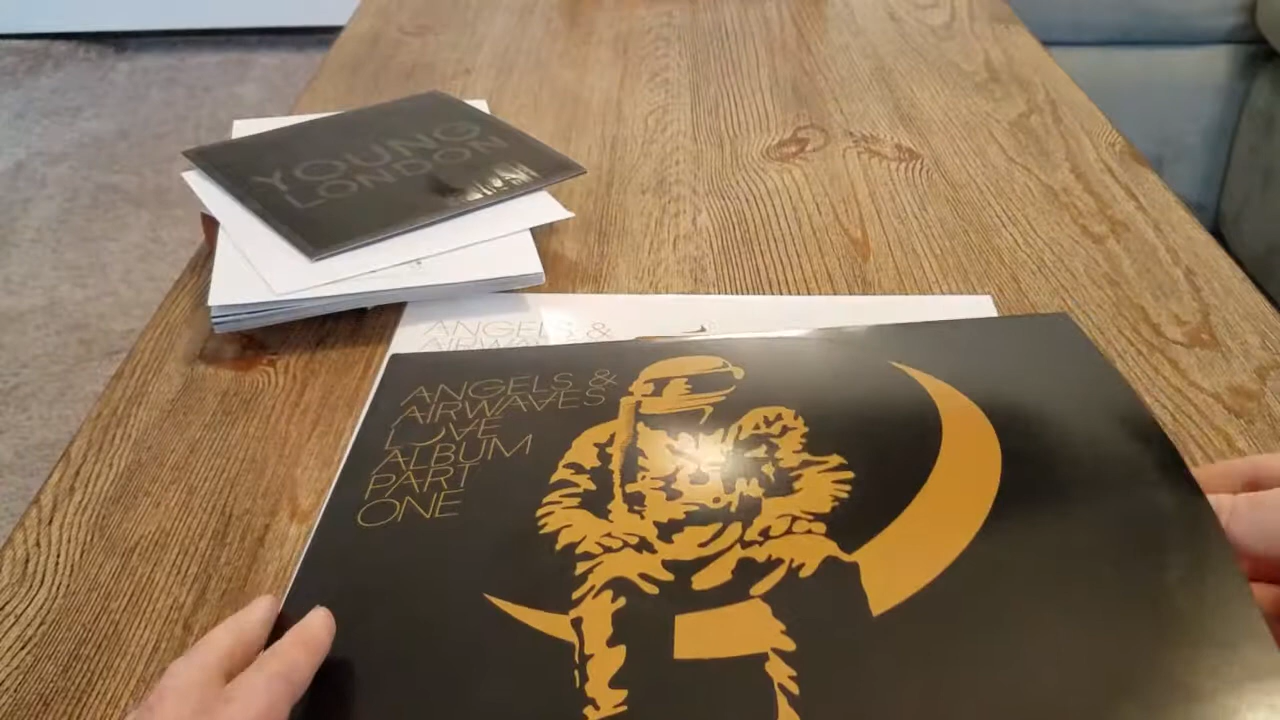 YOUNG
LONDON
ANGELS &
AIRWAVES
ANGELS &
AIRWAVES
LOVE
ALBUM
PART
ONE